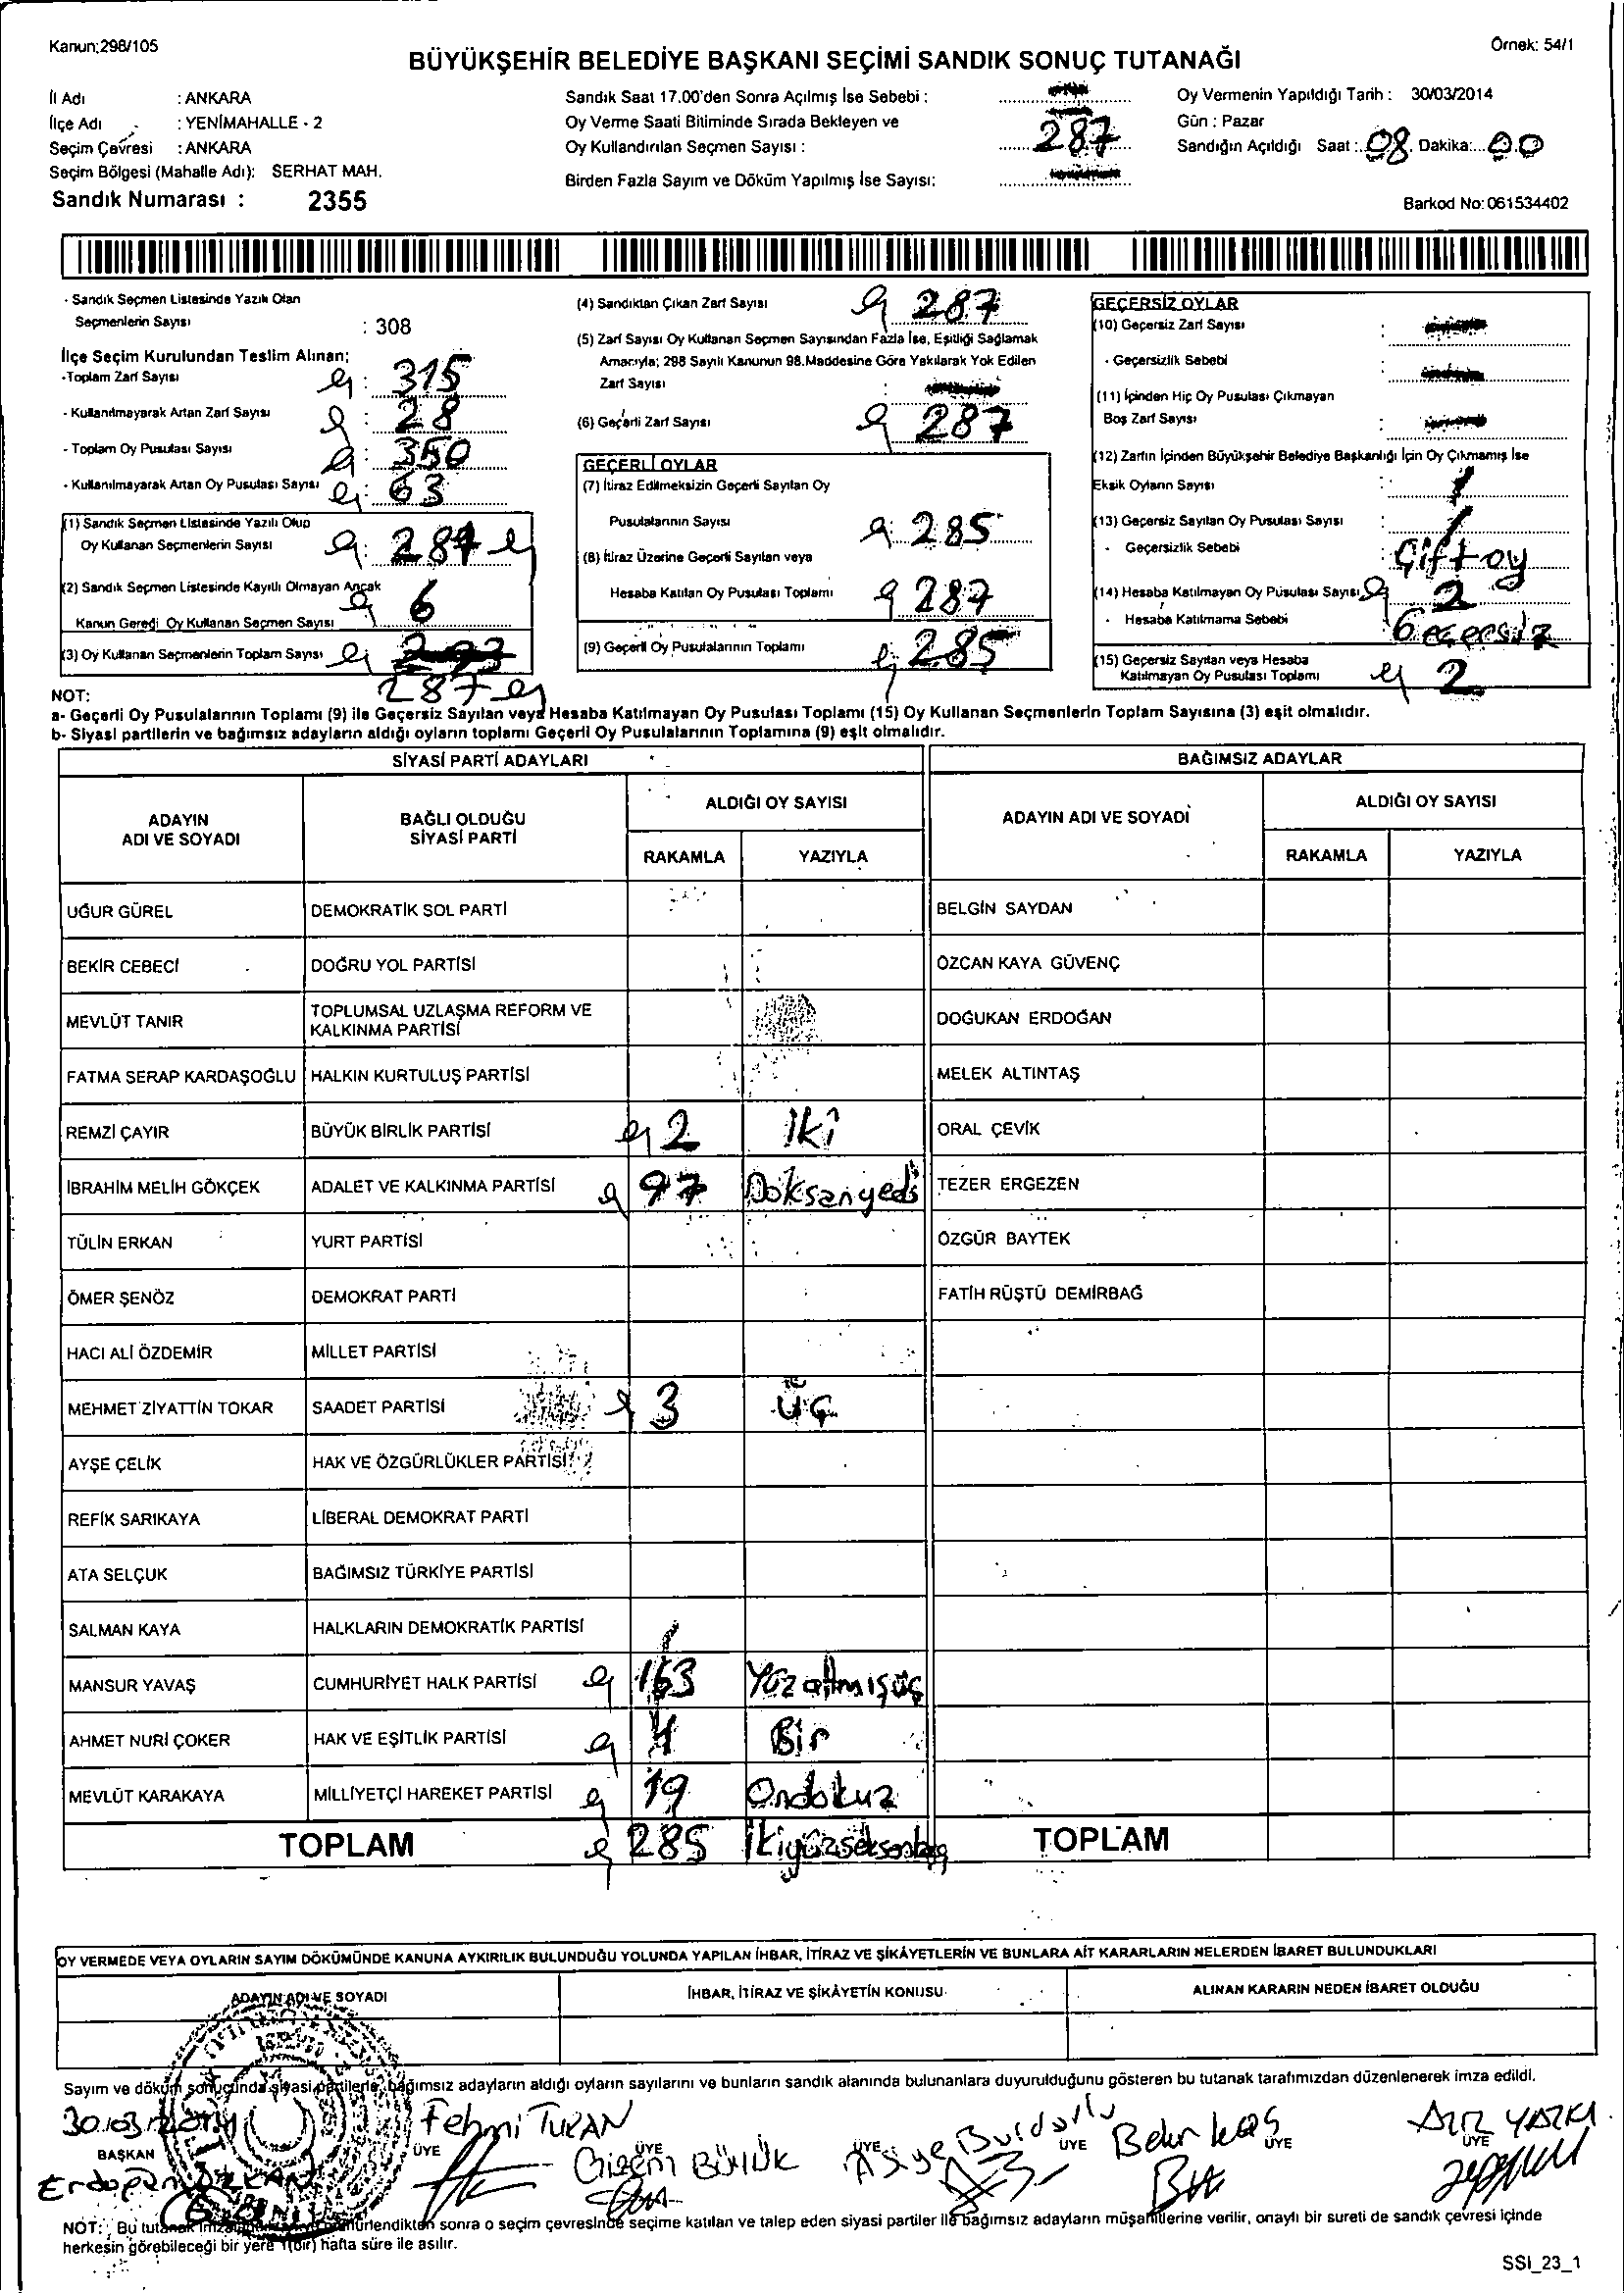 Kanun:298/105
Örnek: 54/1
BÜYÜKŞEHİR BELEDİYE BAŞKANI SEÇİMİ SANDIK SONUÇ TUTANAĞI
İl Adı : ANKARA
İlçe Adı : YENİMAHALLE - 2
Seçim Çevresi : ANKARA
Seçim Bölgesi (Mahalle Adı): SERHAT MAH.
Sandık Numarası : 2355
Sandık Saat 17.00'den Sonra Açılmış İse Sebebi :
Oy Verme Saati Bitiminde Sırada Bekleyen ve
Oy Kullandırılan Seçmen Sayısı : 287
Birden Fazla Sayım ve Döküm Yapılmış İse Sayısı:
Oy Vermenin Yapıldığı Tarih : 30/03/2014
Gün : Pazar
Sandığın Açıldığı Saat : 08 Dakika: 00
Barkod No: 061534402
- Sandık Seçmen Listesinde Yazılı Olan
Seçmenlerin Sayısı : 308
İlçe Seçim Kurulundan Teslim Alınan;
-Toplam Zarf Sayısı : 315
- Kullanılmayarak Artan Zarf Sayısı : 28
- Toplam Oy Pusulası Sayısı : 350
- Kullanılmayarak Artan Oy Pusulası Sayısı : 63
(1) Sandık Seçmen Listesinde Yazılı Olup
Oy Kullanan Seçmenlerin Sayısı :
(2) Sandık Seçmen Listesinde Kayıtlı Olmayan Ancak
Kanun Gereği Oy Kullanan Seçmen Sayısı 6
(3) Oy Kullanan Seçmenlerin Toplam Sayısı
287
(4) Sandıktan Çıkan Zarf Sayısı 287
(5) Zarf Sayısı Oy Kullanan Seçmen Sayısından Fazla İse, Eşitliği Sağlamak
Amacıyla; 298 Sayılı Kanunun 98.Maddesine Göre Yakılarak Yok Edilen
Zarf Sayısı :
(6) Geçerli Zarf Sayısı 287
GEÇERLİ OYLAR
(7) İtiraz Edilmeksizin Geçerli Sayılan Oy
Pusulalarının Sayısı : 285
(8) İtiraz Üzerine Geçerli Sayılan veya
Hesaba Katılan Oy Pusulası Toplamı 287
(9) Geçerli Oy Pusulalarının Toplamı : 285
GEÇERSİZ OYLAR
(10) Geçersiz Zarf Sayısı :
- Geçersizlik Sebebi :
(11) İçinden Hiç Oy Pusulası Çıkmayan
Boş Zarf Sayısı :
(12) Zarfın İçinden Büyükşehir Belediye Başkanlığı İçin Oy Çıkmamış İse
Eksik Oyların Sayısı :
(13) Geçersiz Sayılan Oy Pusulası Sayısı :
- Geçersizlik Sebebi : Çift oy
(14) Hesaba Katılmayan Oy Pusulası Sayısı 2
- Hesaba Katılmama Sebebi : Geçersiz
(15) Geçersiz Sayılan veya Hesaba
Katılmayan Oy Pusulası Toplamı 2
NOT:
a- Geçerli Oy Pusulalarının Toplamı (9) ile Geçersiz Sayılan veya Hesaba Katılmayan Oy Pusulası Toplamı (15) Oy Kullanan Seçmenlerin Toplam Sayısına (3) eşit olmalıdır.
b- Siyasi partilerin ve bağımsız adayların aldığı oyların toplamı Geçerli Oy Pusulalarının Toplamına (9) eşit olmalıdır.
SİYASİ PARTİ ADAYLARI
BAĞIMSIZ ADAYLAR
ADAYIN
ADI VE SOYADI
BAĞLI OLDUĞU
SİYASİ PARTİ
ALDIĞI OY SAYISI
RAKAMLA YAZIYLA
ADAYIN ADI VE SOYADI
ALDIĞI OY SAYISI
RAKAMLA YAZIYLA
UĞUR GÜREL DEMOKRATİK SOL PARTİ BELGİN SAYDAN
BEKİR CEBECİ DOĞRU YOL PARTİSİ ÖZCAN KAYA GÜVENÇ
MEVLÜT TANIR TOPLUMSAL UZLAŞMA REFORM VE
KALKINMA PARTİSİ DOĞUKAN ERDOĞAN
FATMA SERAP KARDAŞOĞLU HALKIN KURTULUŞ PARTİSİ MELEK ALTINTAŞ
REMZİ ÇAYIR BÜYÜK BİRLİK PARTİSİ 2 İki ORAL ÇEVİK
İBRAHİM MELİH GÖKÇEK ADALET VE KALKINMA PARTİSİ 97 Doksanyedi TEZER ERGEZEN
TÜLİN ERKAN YURT PARTİSİ ÖZGÜR BAYTEK
ÖMER ŞENÖZ DEMOKRAT PARTİ FATİH RÜŞTÜ DEMİRBAĞ
HACI ALİ ÖZDEMİR MİLLET PARTİSİ
MEHMET ZİYATTİN TOKAR SAADET PARTİSİ 3 Üç
AYŞE ÇELİK HAK VE ÖZGÜRLÜKLER PARTİSİ
REFİK SARIKAYA LİBERAL DEMOKRAT PARTİ
ATA SELÇUK BAĞIMSIZ TÜRKİYE PARTİSİ
SALMAN KAYA HALKLARIN DEMOKRATİK PARTİSİ
MANSUR YAVAŞ CUMHURİYET HALK PARTİSİ 163 Yüzaltmışüç
AHMET NURİ ÇOKER HAK VE EŞİTLİK PARTİSİ 1 Bir
MEVLÜT KARAKAYA MİLLİYETÇİ HAREKET PARTİSİ 19 Ondokuz
TOPLAM 285 İkiyüzseksenbeş TOPLAM
OY VERMEDE VEYA OYLARIN SAYIM DÖKÜMÜNDE KANUNA AYKIRILIK BULUNDUĞU YOLUNDA YAPILAN İHBAR, İTİRAZ VE ŞİKÂYETLERİN VE BUNLARA AİT KARARLARIN NELERDEN İBARET BULUNDUKLARI
ADAYIN ADI VE SOYADI İHBAR, İTİRAZ VE ŞİKÂYETİN KONUSU ALINAN KARARIN NEDEN İBARET OLDUĞU
Sayım ve döküm sonucunda siyasi partilerle, bağımsız adayların aldığı oyların sayılarını ve bunların sandık alanında bulunanlara duyurulduğunu gösteren bu tutanak tarafımızdan düzenlenerek imza edildi.
30.03.2014 Fehmi TURAN
BAŞKAN ÜYE ÜYE ÜYE ÜYE ÜYE ÜYE
Gizem BÜYÜK Asiye
NOT: Bu tutanak sonra o seçim çevresinde seçime katılan ve talep eden siyasi partiler ile bağımsız adayların müşahitlerine verilir, onaylı bir sureti de sandık çevresi içinde
herkesin görebileceği bir yere 1(bir) hafta süre ile asılır.
SSI_23_1